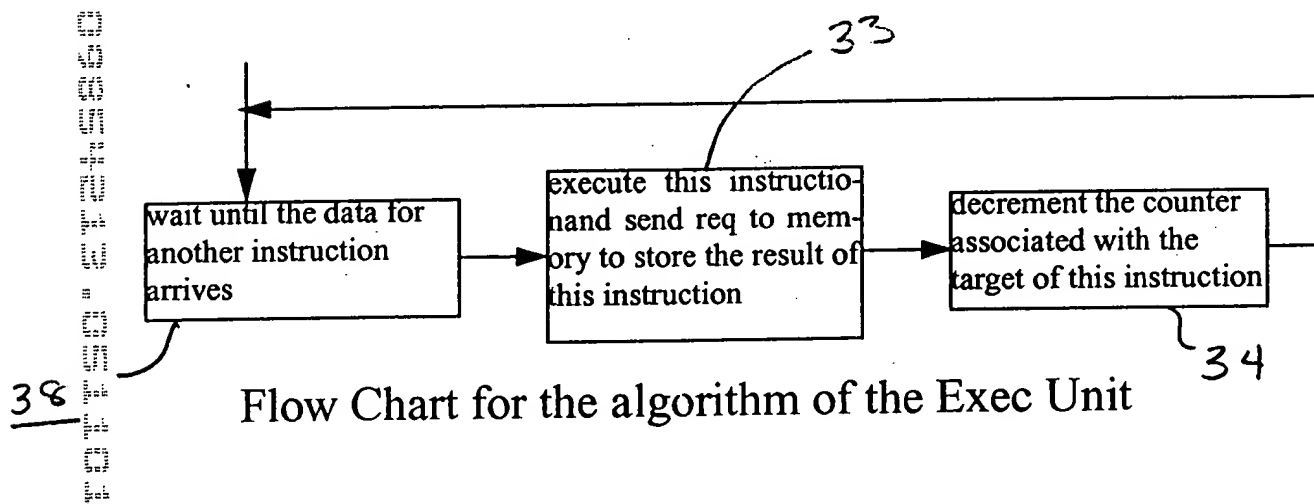 33
wait until the data for
another instruction
arrives
execute this instructio-
nand send req to mem-
ory to store the result of
this instruction
decrement the counter
associated with the
target of this instruction
38
34
Flow Chart for the algorithm of the Exec Unit